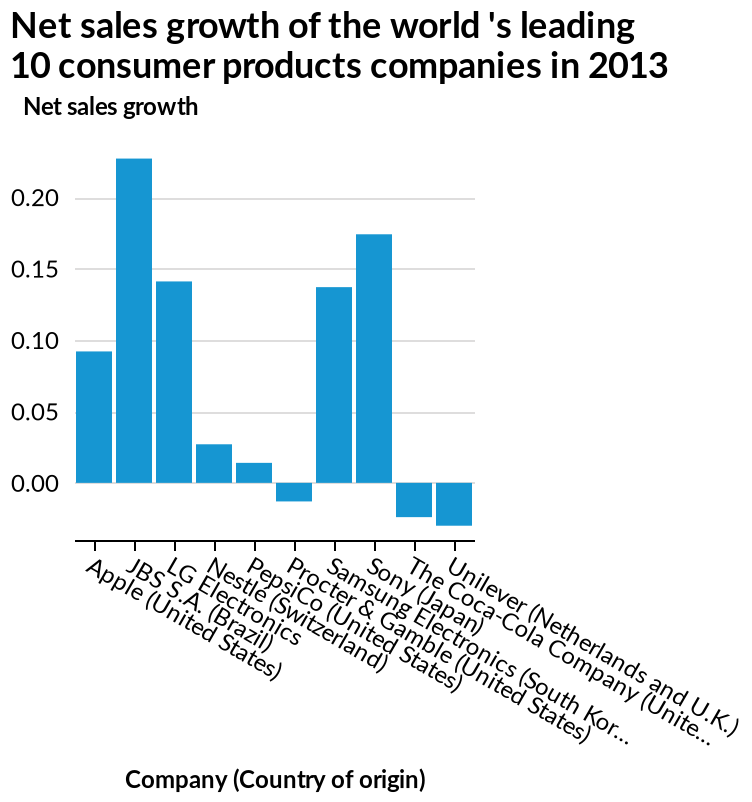 Net sales growth of the world 's leading
10 consumer products companies in 2013
Net sales growth
0.20
0.15
0.10
0.05
0.00
Apple (United States)
JBS S.A. (Brazil)
LG Electronics
Nestlé (Switzerland)
PepsiCo (United States)
Procter & Gamble (United States)
Samsung Electronics (South Kor...
Sony (Japan)
The Coca-Cola Company (Unite...
Unilever (Netherlands and U.K.)
Company (Country of origin)